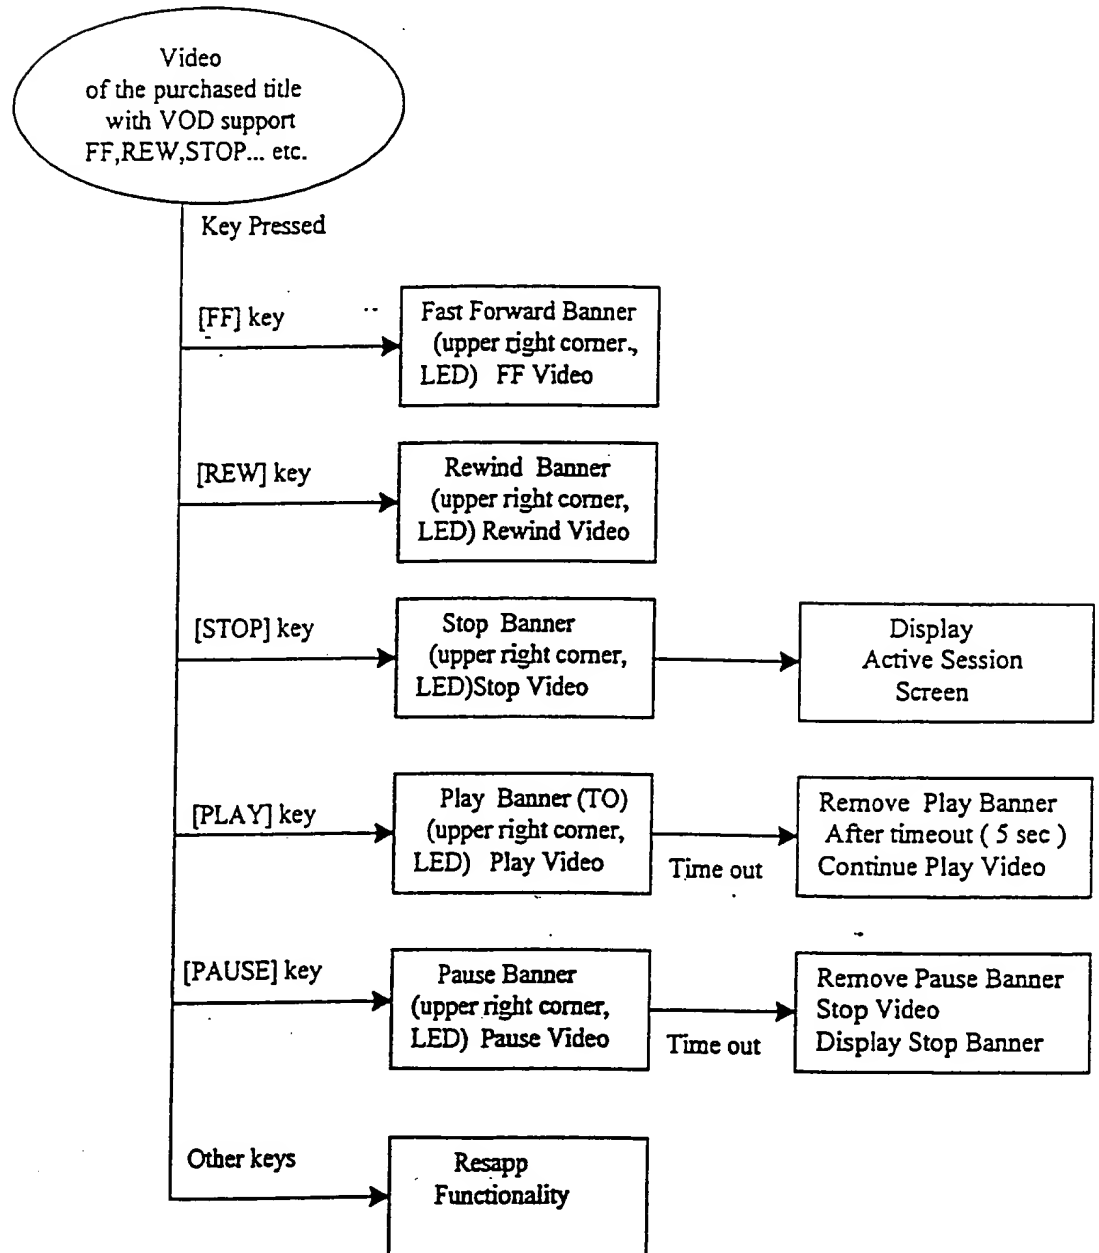 Video
of the purchased title
with VOD support
FF,REW,STOP... etc.
Key Pressed
[FF] key
Fast Forward Banner
(upper right corner.,
LED) FF Video
[REW] key
Rewind Banner
(upper right corner,
LED) Rewind Video
[STOP] key
Stop Banner
(upper right corner,
LED)Stop Video
Display
Active Session
Screen
[PLAY] key
Play Banner (TO)
(upper right corner,
LED) Play Video
Time out
Remove Play Banner
After timeout ( 5 sec )
Continue Play Video
[PAUSE] key
Pause Banner
(upper right corner,
LED) Pause Video
Time out
Remove Pause Banner
Stop Video
Display Stop Banner
Other keys
Resapp
Functionality